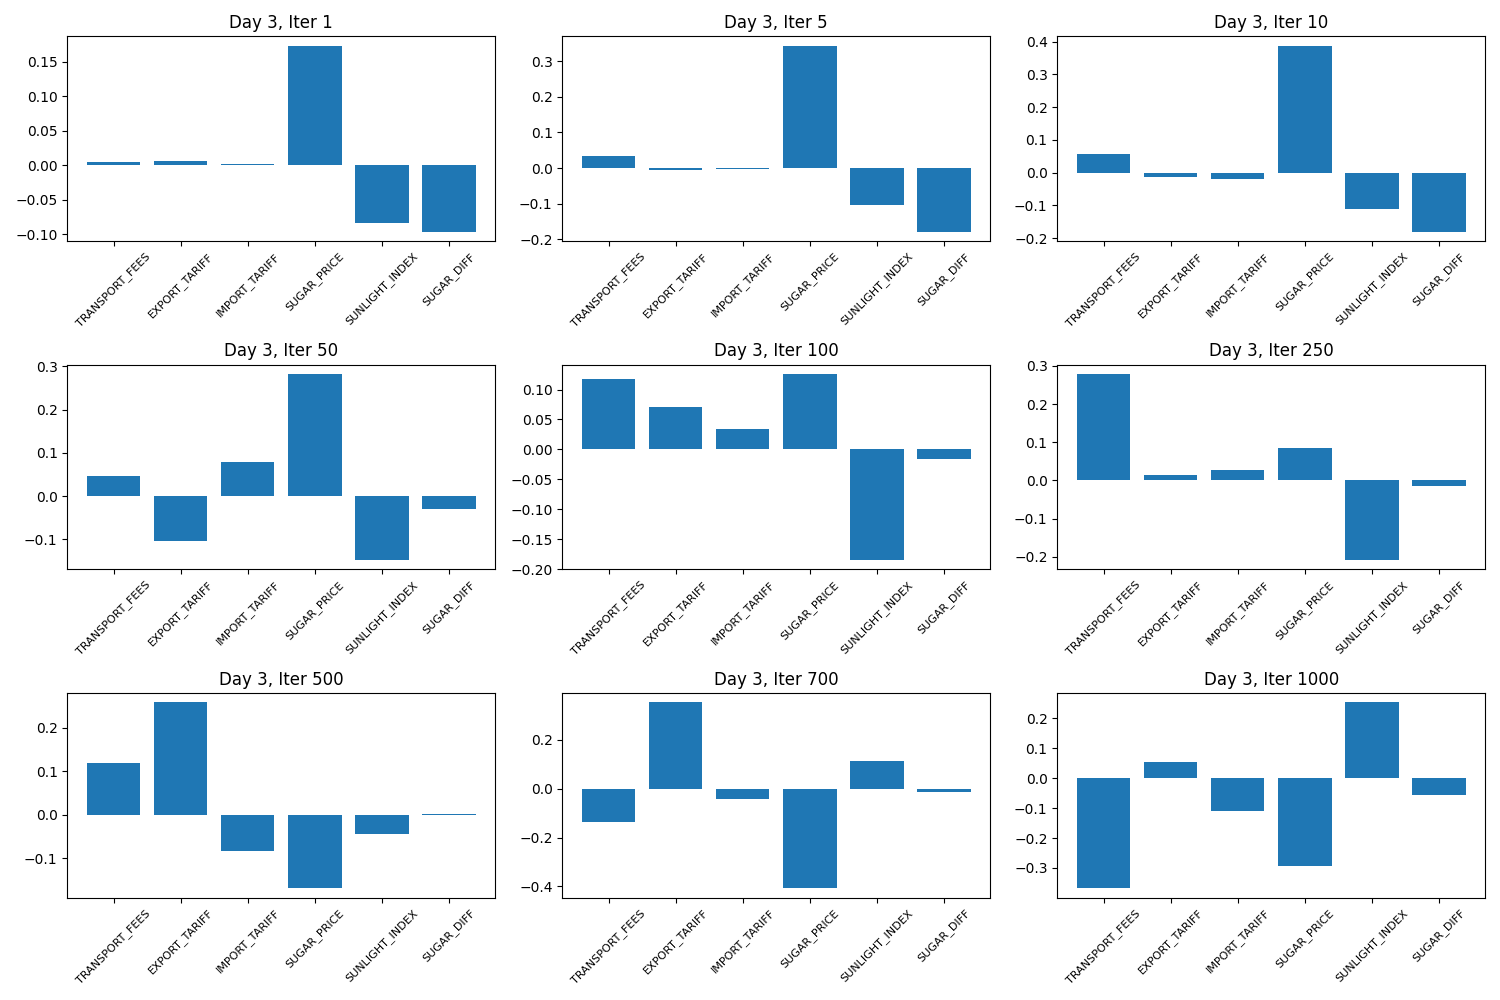 Day 3, Iter 1
0.15
0.10
0.05
0.00
−0.05
−0.10
TRANSPORT_FEES
EXPORT_TARIFF
IMPORT_TARIFF
SUGAR_PRICE
SUNLIGHT_INDEX
SUGAR_DIFF
Day 3, Iter 5
0.3
0.2
0.1
0.0
−0.1
−0.2
TRANSPORT_FEES
EXPORT_TARIFF
IMPORT_TARIFF
SUGAR_PRICE
SUNLIGHT_INDEX
SUGAR_DIFF
Day 3, Iter 10
0.4
0.3
0.2
0.1
0.0
−0.1
−0.2
TRANSPORT_FEES
EXPORT_TARIFF
IMPORT_TARIFF
SUGAR_PRICE
SUNLIGHT_INDEX
SUGAR_DIFF
Day 3, Iter 50
0.3
0.2
0.1
0.0
−0.1
TRANSPORT_FEES
EXPORT_TARIFF
IMPORT_TARIFF
SUGAR_PRICE
SUNLIGHT_INDEX
SUGAR_DIFF
Day 3, Iter 100
0.10
0.05
0.00
−0.05
−0.10
−0.15
−0.20
TRANSPORT_FEES
EXPORT_TARIFF
IMPORT_TARIFF
SUGAR_PRICE
SUNLIGHT_INDEX
SUGAR_DIFF
Day 3, Iter 250
0.3
0.2
0.1
0.0
−0.1
−0.2
TRANSPORT_FEES
EXPORT_TARIFF
IMPORT_TARIFF
SUGAR_PRICE
SUNLIGHT_INDEX
SUGAR_DIFF
Day 3, Iter 500
0.2
0.1
0.0
−0.1
TRANSPORT_FEES
EXPORT_TARIFF
IMPORT_TARIFF
SUGAR_PRICE
SUNLIGHT_INDEX
SUGAR_DIFF
Day 3, Iter 700
0.2
0.0
−0.2
−0.4
TRANSPORT_FEES
EXPORT_TARIFF
IMPORT_TARIFF
SUGAR_PRICE
SUNLIGHT_INDEX
SUGAR_DIFF
Day 3, Iter 1000
0.2
0.1
0.0
−0.1
−0.2
−0.3
TRANSPORT_FEES
EXPORT_TARIFF
IMPORT_TARIFF
SUGAR_PRICE
SUNLIGHT_INDEX
SUGAR_DIFF